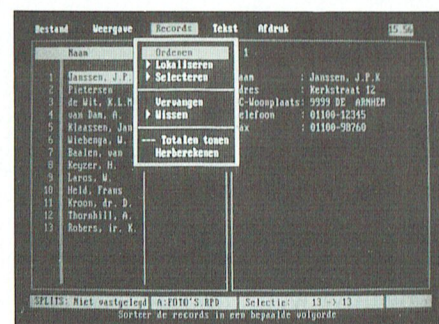 Bestand Weergave Records Tekst Afdruk 15.56
Naam
1 Janssen, J.P.
2 Pietersen
3 de Wit, K.L.M
4 van Dam, A.
5 Klaassen, Jan
6 Wiebenga, W.
7 Baalen, van
8 Keyzer, H.
9 Laros, W.
10 Held, Frans
11 Kroon, dr. D.
12 Thornhill, A.
13 Robers, ir. K.
Ordenen
Lokaliseren
Selecteren
Vervangen
Wissen
--- Totalen tonen
Herberekenen
1
aam : Janssen, J.P.K
dres : Kerkstraat 12
C-Woonplaats: 9999 DE ARNHEM
elefoon : 01100-12345
ax : 01100-98760
SPLITS: Niet vastgelegd A:FOTO'S.RPD Selectie: 13 -> 13
Sorteer de records in een bepaalde volgorde